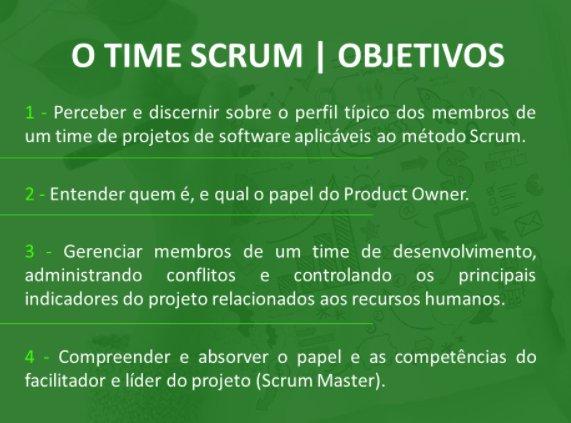 O TIME SCRUM | OBJETIVOS
1 - Perceber e discernir sobre o perfil típico dos membros de
um time de projetos de software aplicáveis ao método Scrum.
2 - Entender quem é, e qual o papel do Product Owner.
3 - Gerenciar membros de um time de desenvolvimento,
administrando conflitos e controlando os principais
indicadores do projeto relacionados aos recursos humanos.
4 - Compreender e absorver o papel e as competências do
facilitador e líder do projeto (Scrum Master).